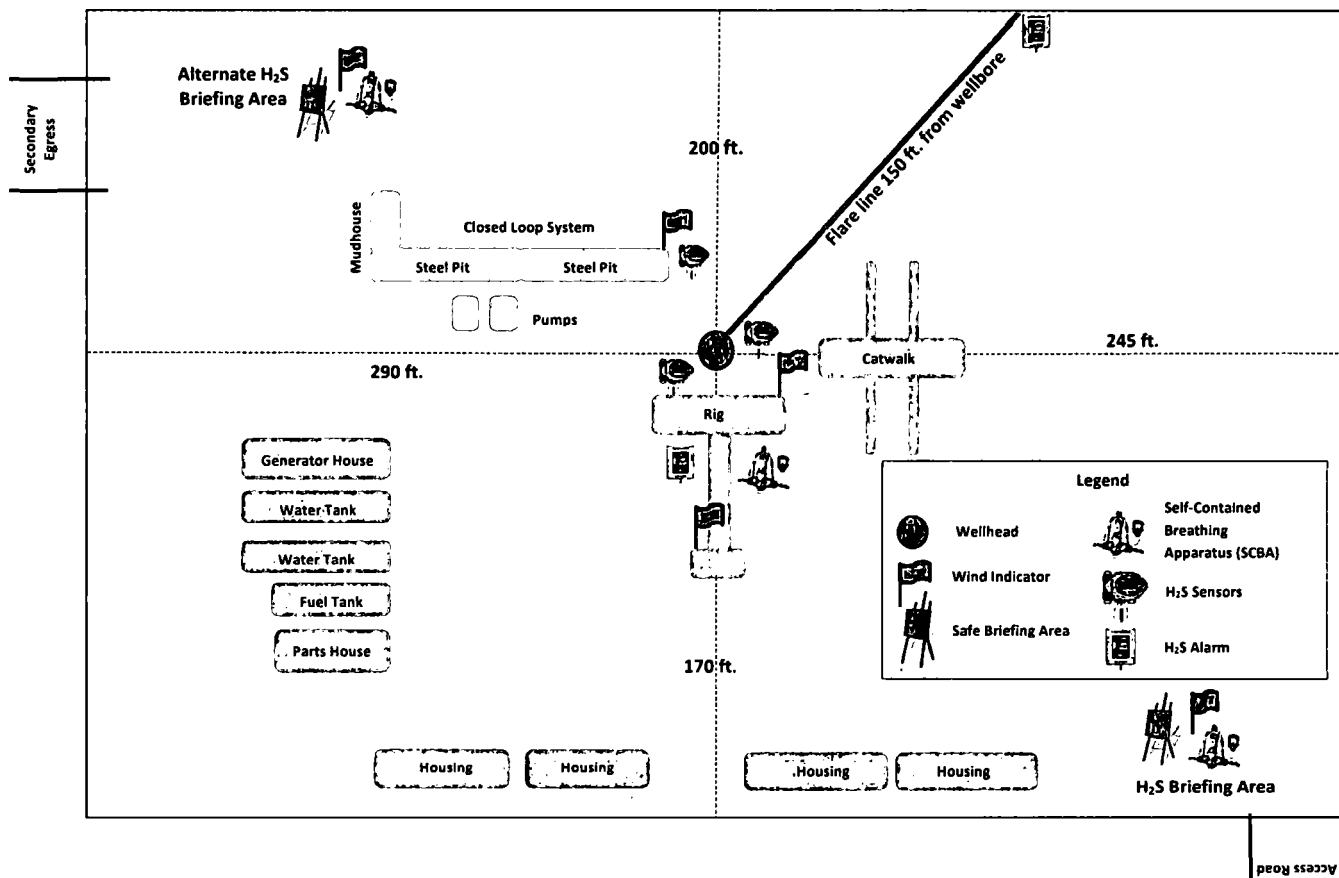 Alternate H₂S
Briefing Area
Secondary
Egress
200 ft.
Flare line 150 ft. from wellbore
Mudhouse
Closed Loop System
Steel Pit
Steel Pit
Pumps
290 ft.
Catwalk
245 ft.
Rig
Generator House
Water Tank
Water Tank
Fuel Tank
Parts House
170 ft.
Legend
Wellhead
Wind Indicator
Safe Briefing Area
Self-Contained
Breathing
Apparatus (SCBA)
H₂S Sensors
H₂S Alarm
Housing
Housing
.Housing
Housing
H₂S Briefing Area
Access Road